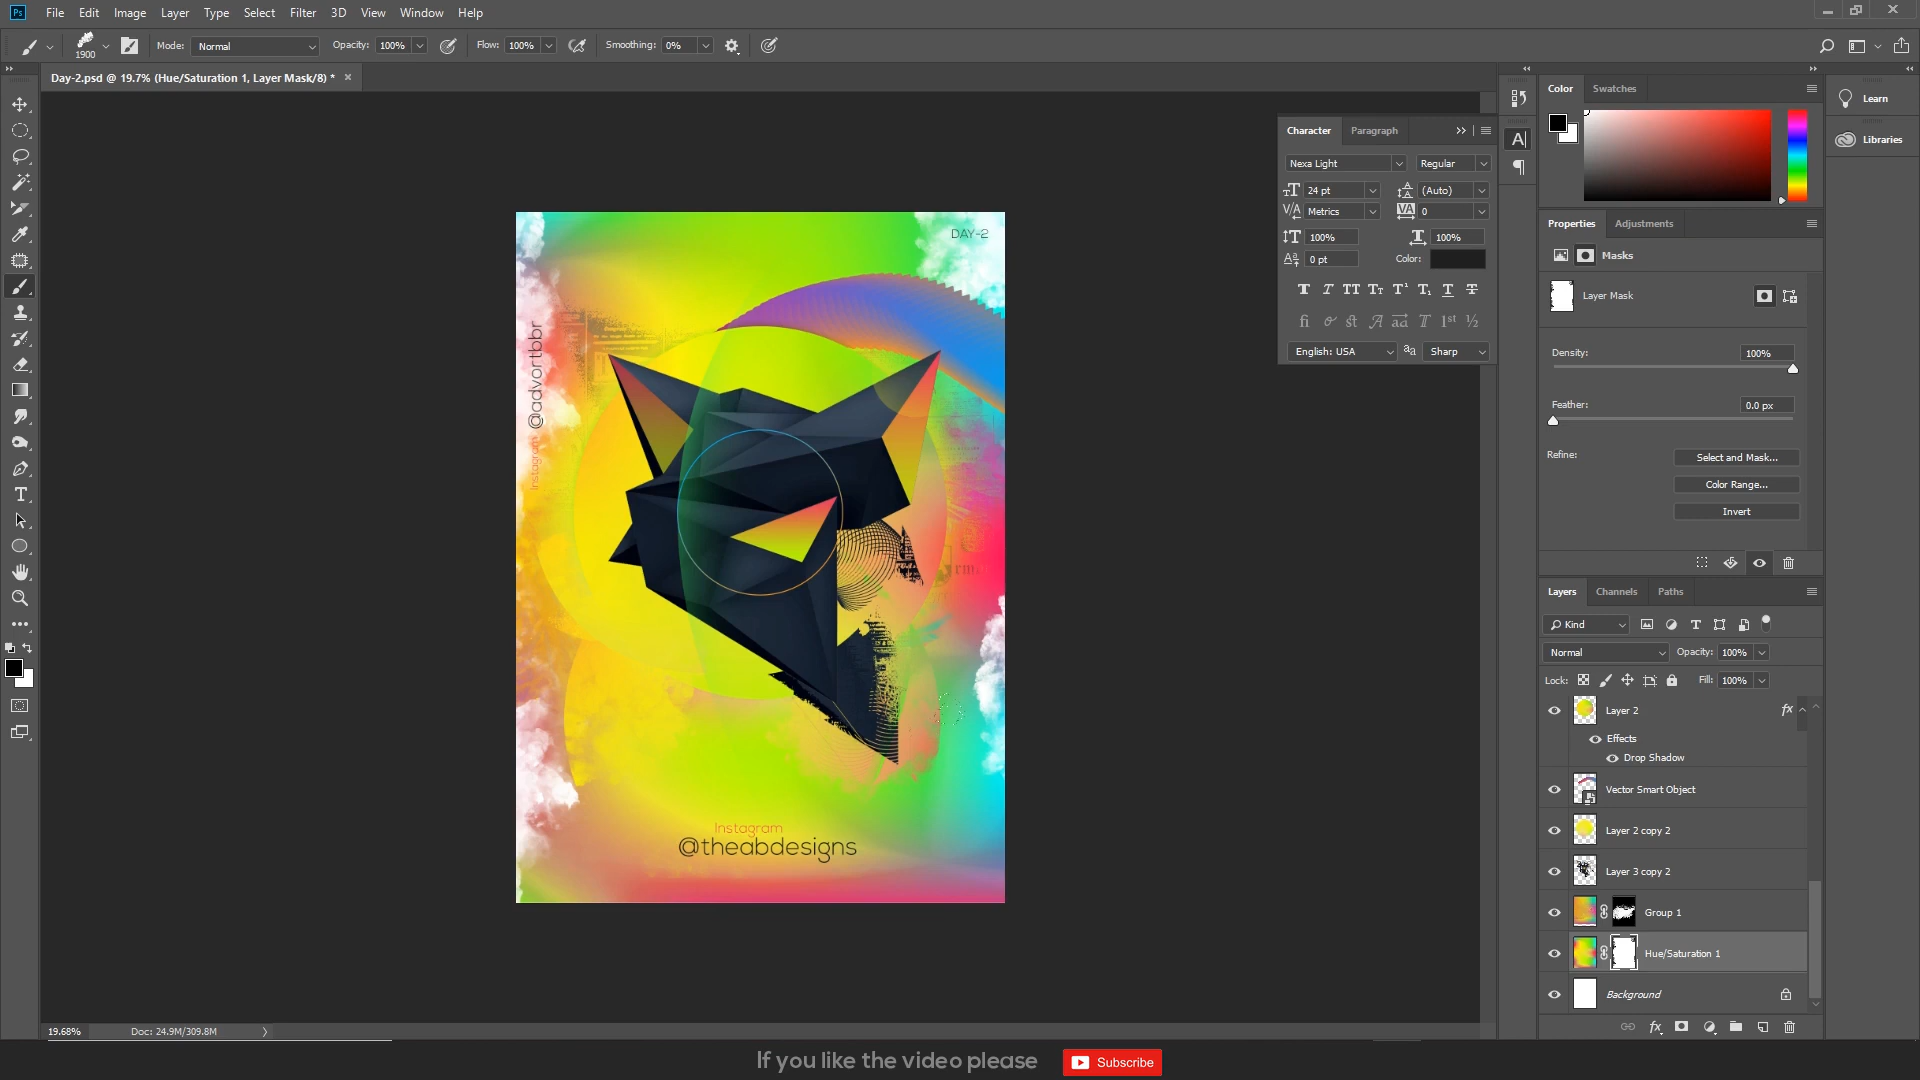 Ps File Edit Image Layer Type Select Filter 3D View Window Help
1900 Mode: Normal Opacity: 100% Flow: 100% Smoothing: 0%
Day-2.psd @ 19.7% (Hue/Saturation 1, Layer Mask/8) *
Character Paragraph
Nexa Light Regular
24 pt (Auto)
Metrics 0
100% 100%
0 pt Color:
English: USA Sharp
Color Swatches
Learn
Libraries
Properties Adjustments
Masks
Layer Mask
Density: 100%
Feather: 0.0 px
Refine: Select and Mask...
Color Range...
Invert
Layers Channels Paths
Kind
Normal Opacity: 100%
Lock: Fill: 100%
Layer 2 fx
Effects
Drop Shadow
Vector Smart Object
Layer 2 copy 2
Layer 3 copy 2
Group 1
Hue/Saturation 1
Background
DAY-2
Instagram @advortbbr
Instagram
@theabdesigns
19.68% Doc: 24.9M/309.8M
If you like the video please Subscribe